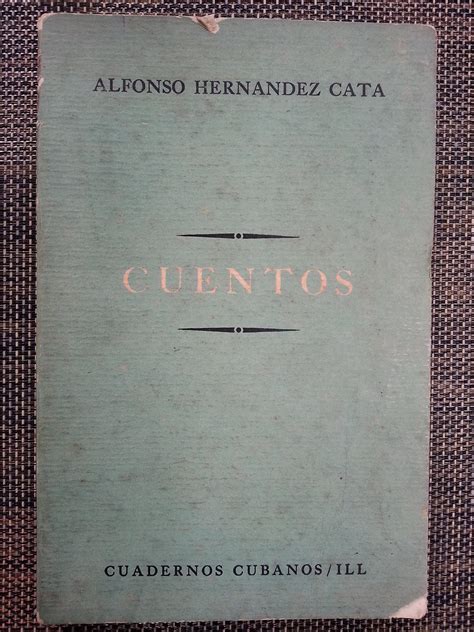 ALFONSO HERNANDEZ CATA
CUENTOS
CUADERNOS CUBANOS/ILL